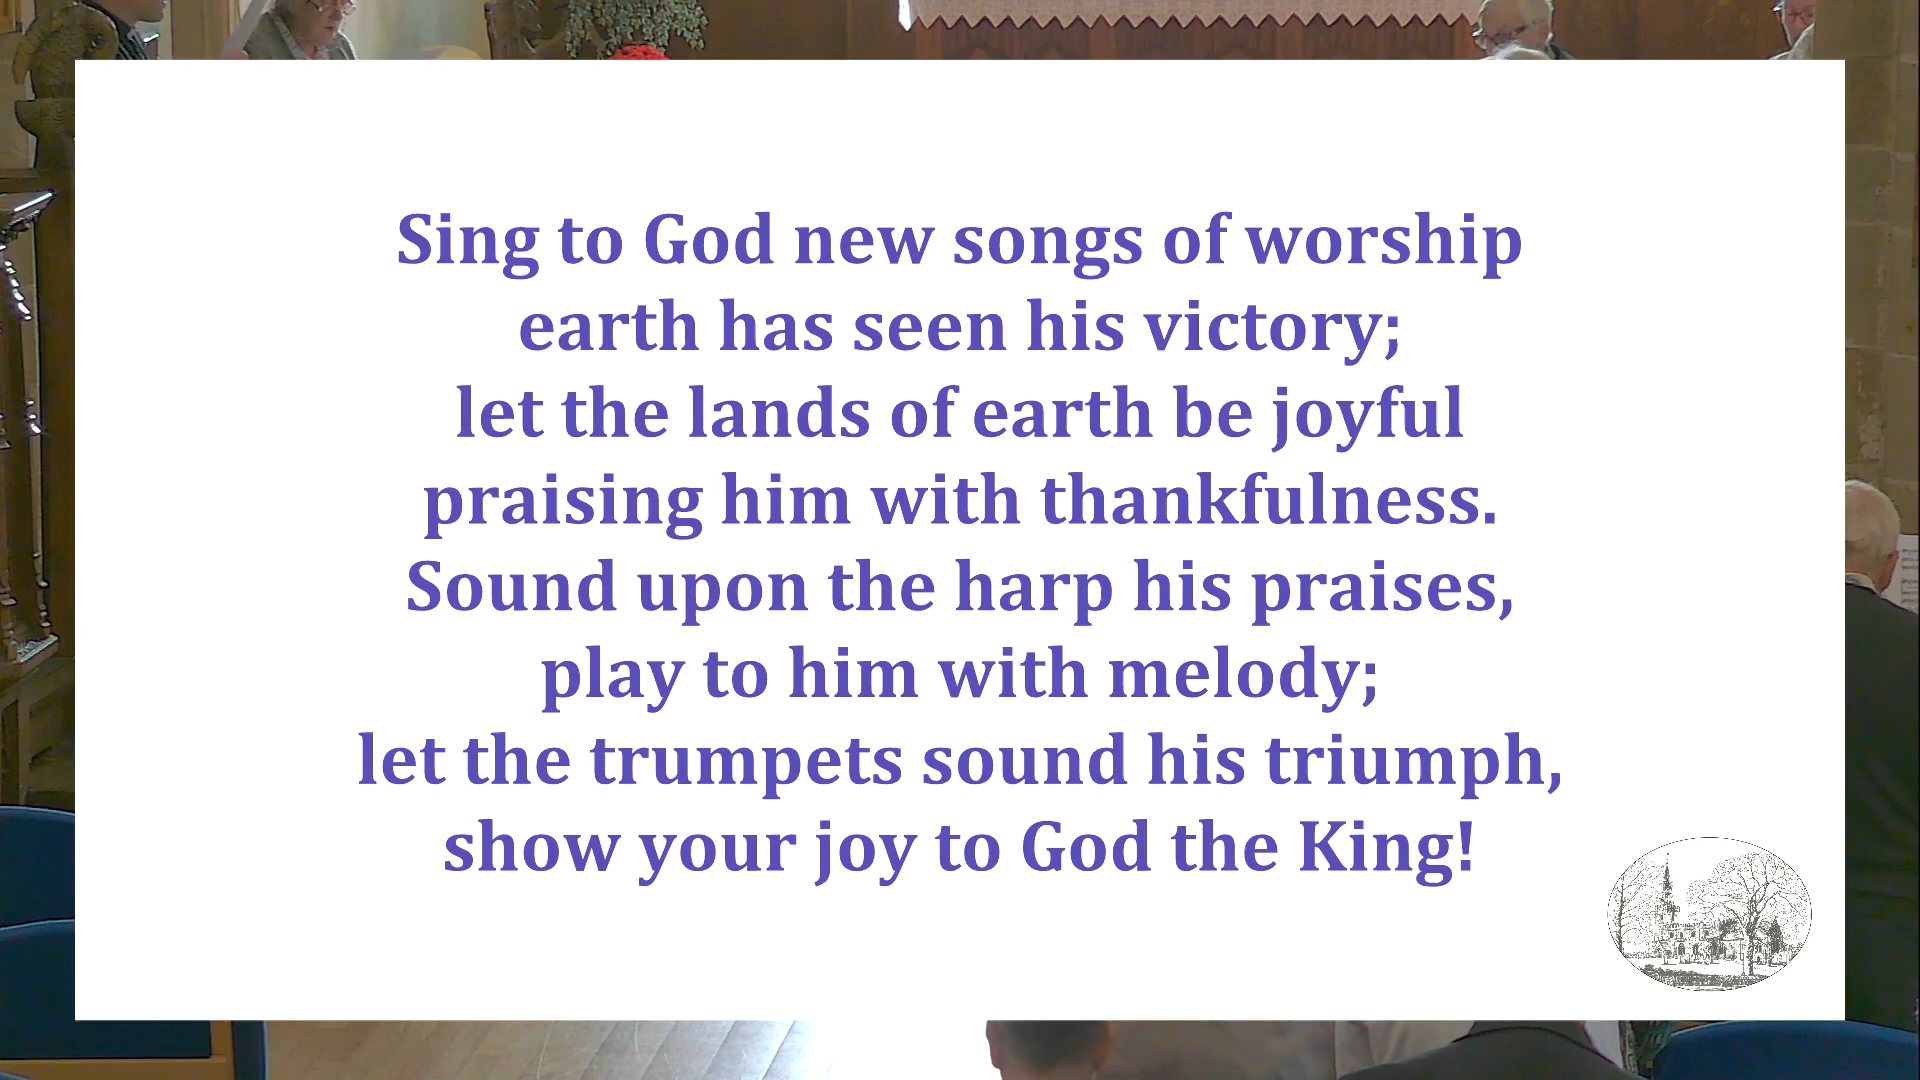 Sing to God new songs of worship
earth has seen his victory;
let the lands of earth be joyful
praising him with thankfulness.
Sound upon the harp his praises,
play to him with melody;
let the trumpets sound his triumph,
show your joy to God the King!